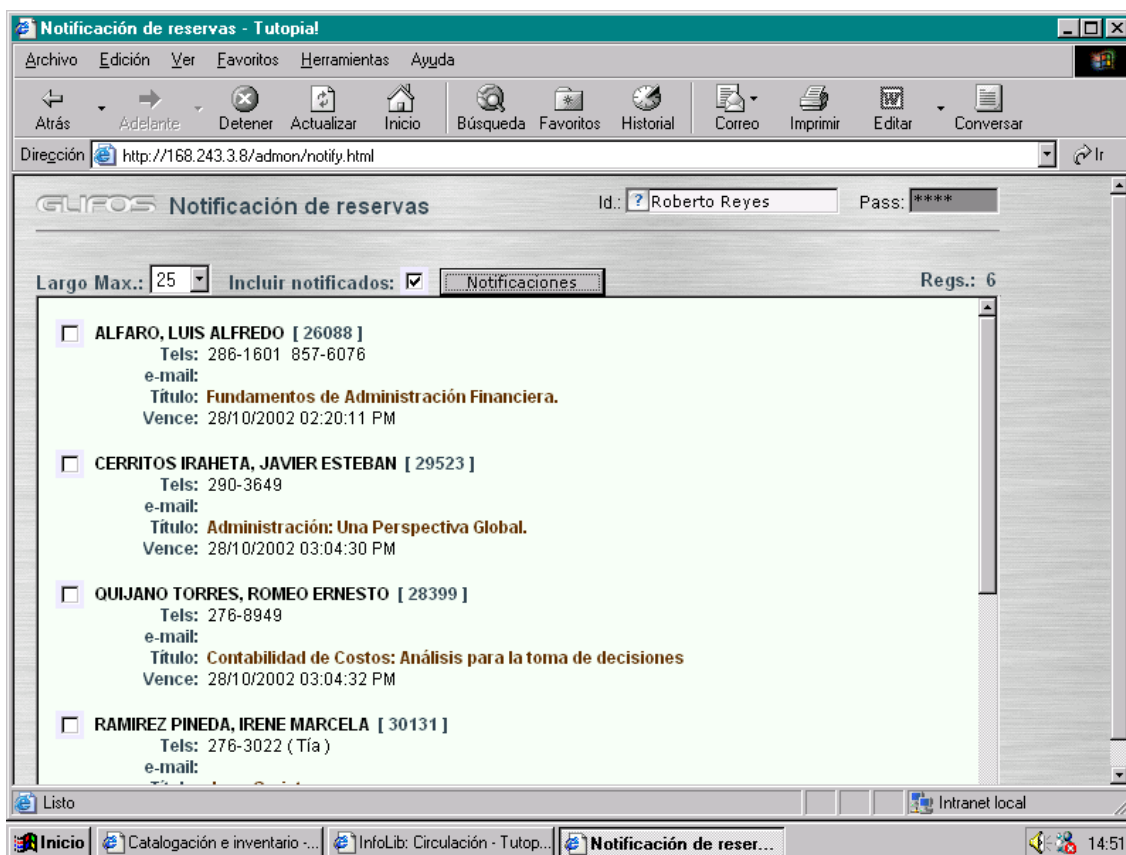 Notificación de reservas - Tutopia!
Archivo Edición Ver Favoritos Herramientas Ayuda
Atrás Adelante Detener Actualizar Inicio Búsqueda Favoritos Historial Correo Imprimir Editar Conversar
Dirección http://168.243.3.8/admon/notify.html Ir
GLIFOS Notificación de reservas Id.: ? Roberto Reyes Pass: ****
Largo Max.: 25 Incluir notificados: Notificaciones Regs.: 6
ALFARO, LUIS ALFREDO [ 26088 ]
Tels: 286-1601 857-6076
e-mail:
Título: Fundamentos de Administración Financiera.
Vence: 28/10/2002 02:20:11 PM
CERRITOS IRAHETA, JAVIER ESTEBAN [ 29523 ]
Tels: 290-3649
e-mail:
Título: Administración: Una Perspectiva Global.
Vence: 28/10/2002 03:04:30 PM
QUIJANO TORRES, ROMEO ERNESTO [ 28399 ]
Tels: 276-8949
e-mail:
Título: Contabilidad de Costos: Análisis para la toma de decisiones
Vence: 28/10/2002 03:04:32 PM
RAMIREZ PINEDA, IRENE MARCELA [ 30131 ]
Tels: 276-3022 ( Tía )
e-mail:
Listo Intranet local
Inicio Catalogación e inventario -... InfoLib: Circulación - Tutop... Notificación de reser... 14:51